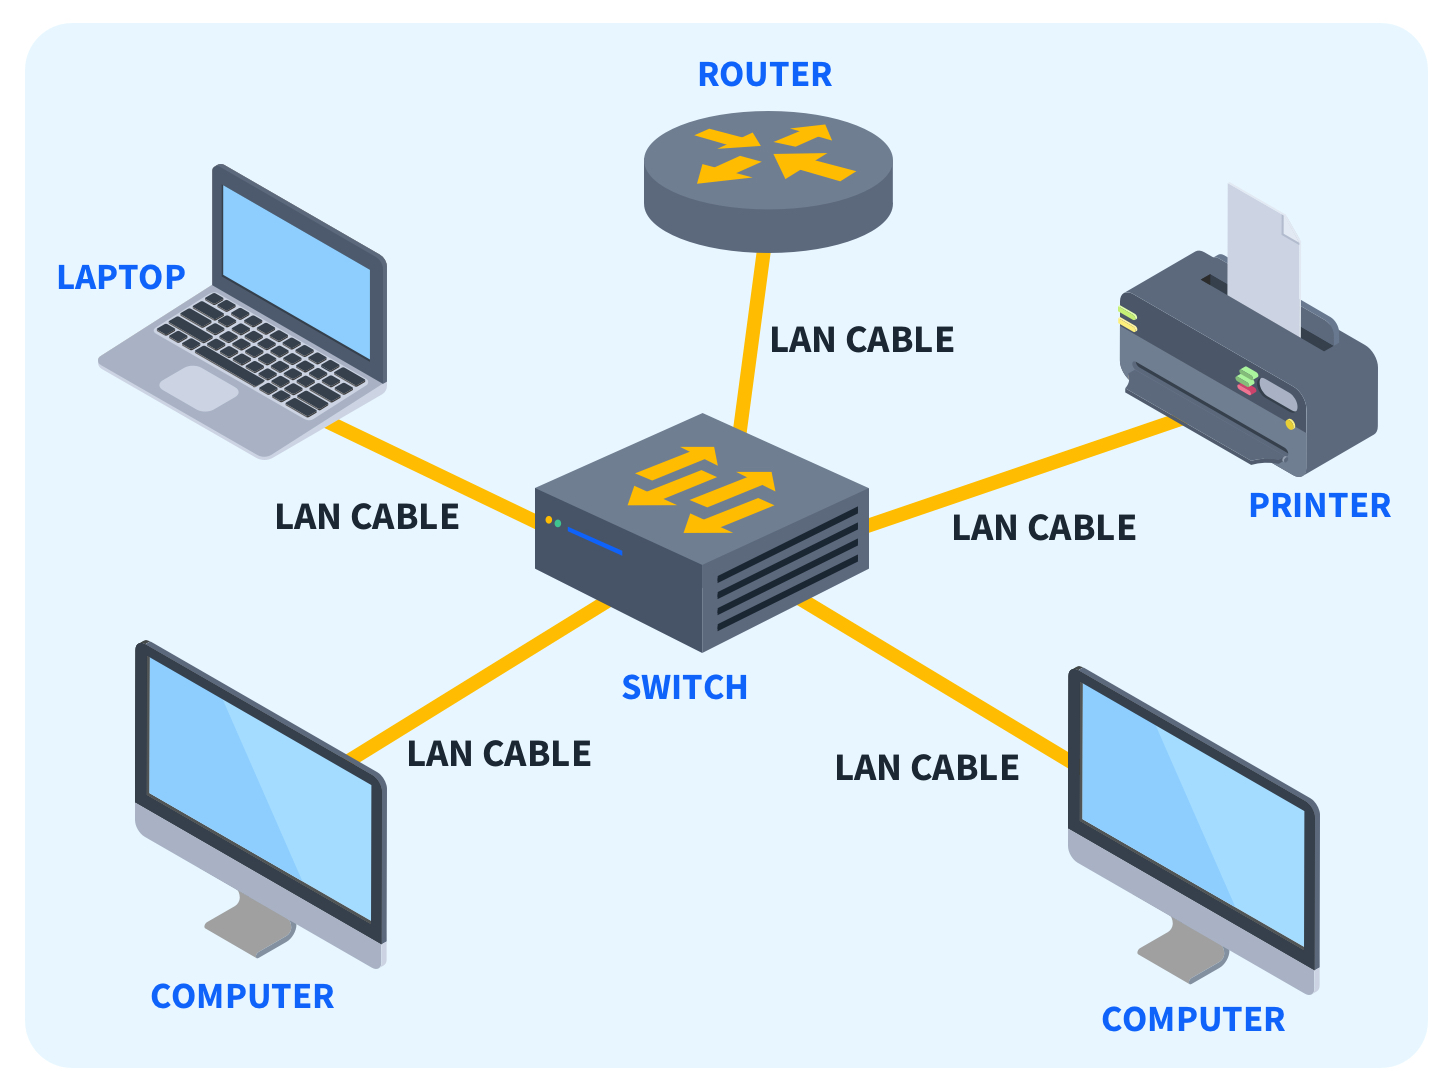 ROUTER
LAPTOP
LAN CABLE
LAN CABLE
PRINTER
LAN CABLE
SWITCH
LAN CABLE
LAN CABLE
COMPUTER
COMPUTER